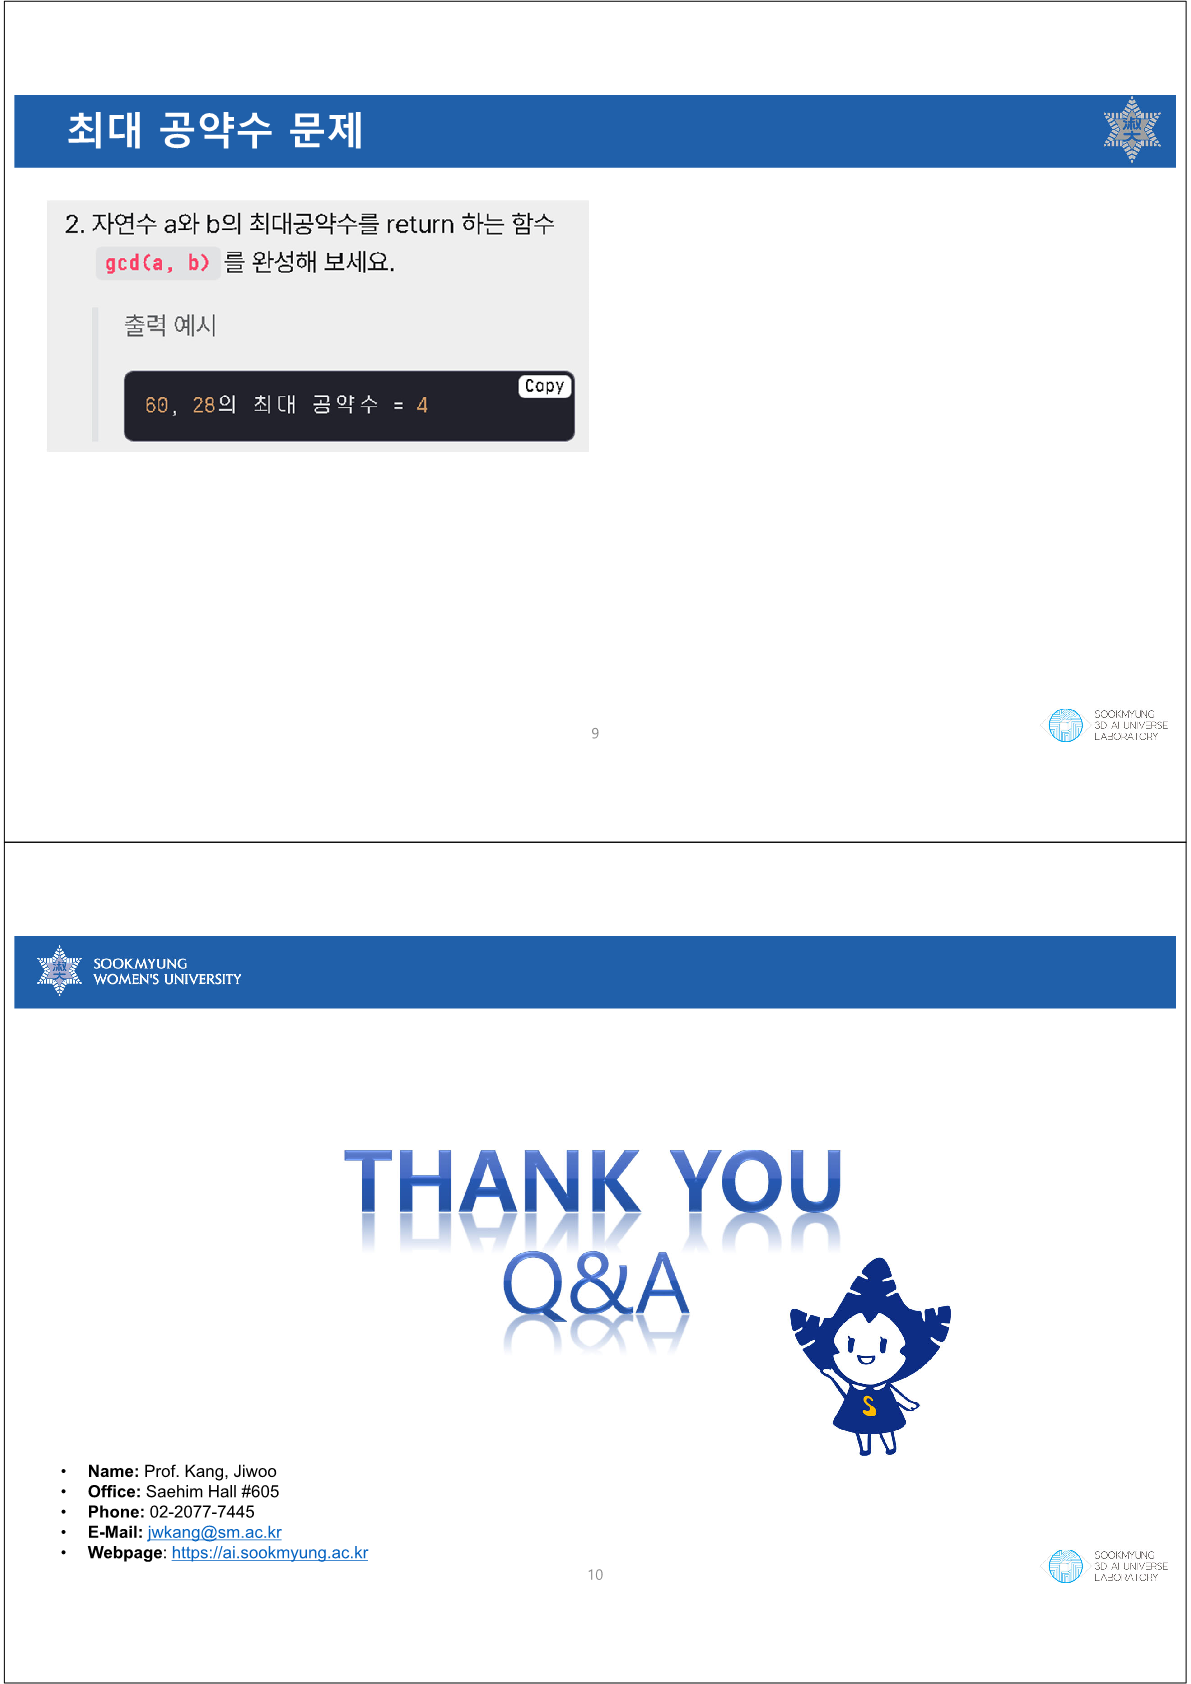 최대 공약수 문제
2. 자연수 a와 b의 최대공약수를 return 하는 함수
gcd(a, b) 를 완성해 보세요.
출력 예시
Copy
60, 28의 최대 공약수 = 4
9
SOOKMYUNG
3D AI UNIVERSE
LABORATORY
SOOKMYUNG
WOMEN'S UNIVERSITY
THANK YOU
Q&A
S
• Name: Prof. Kang, Jiwoo
• Office: Saehim Hall #605
• Phone: 02-2077-7445
• E-Mail: jwkang@sm.ac.kr
• Webpage: https://ai.sookmyung.ac.kr
10
SOOKMYUNG
3D AI UNIVERSE
LABORATORY